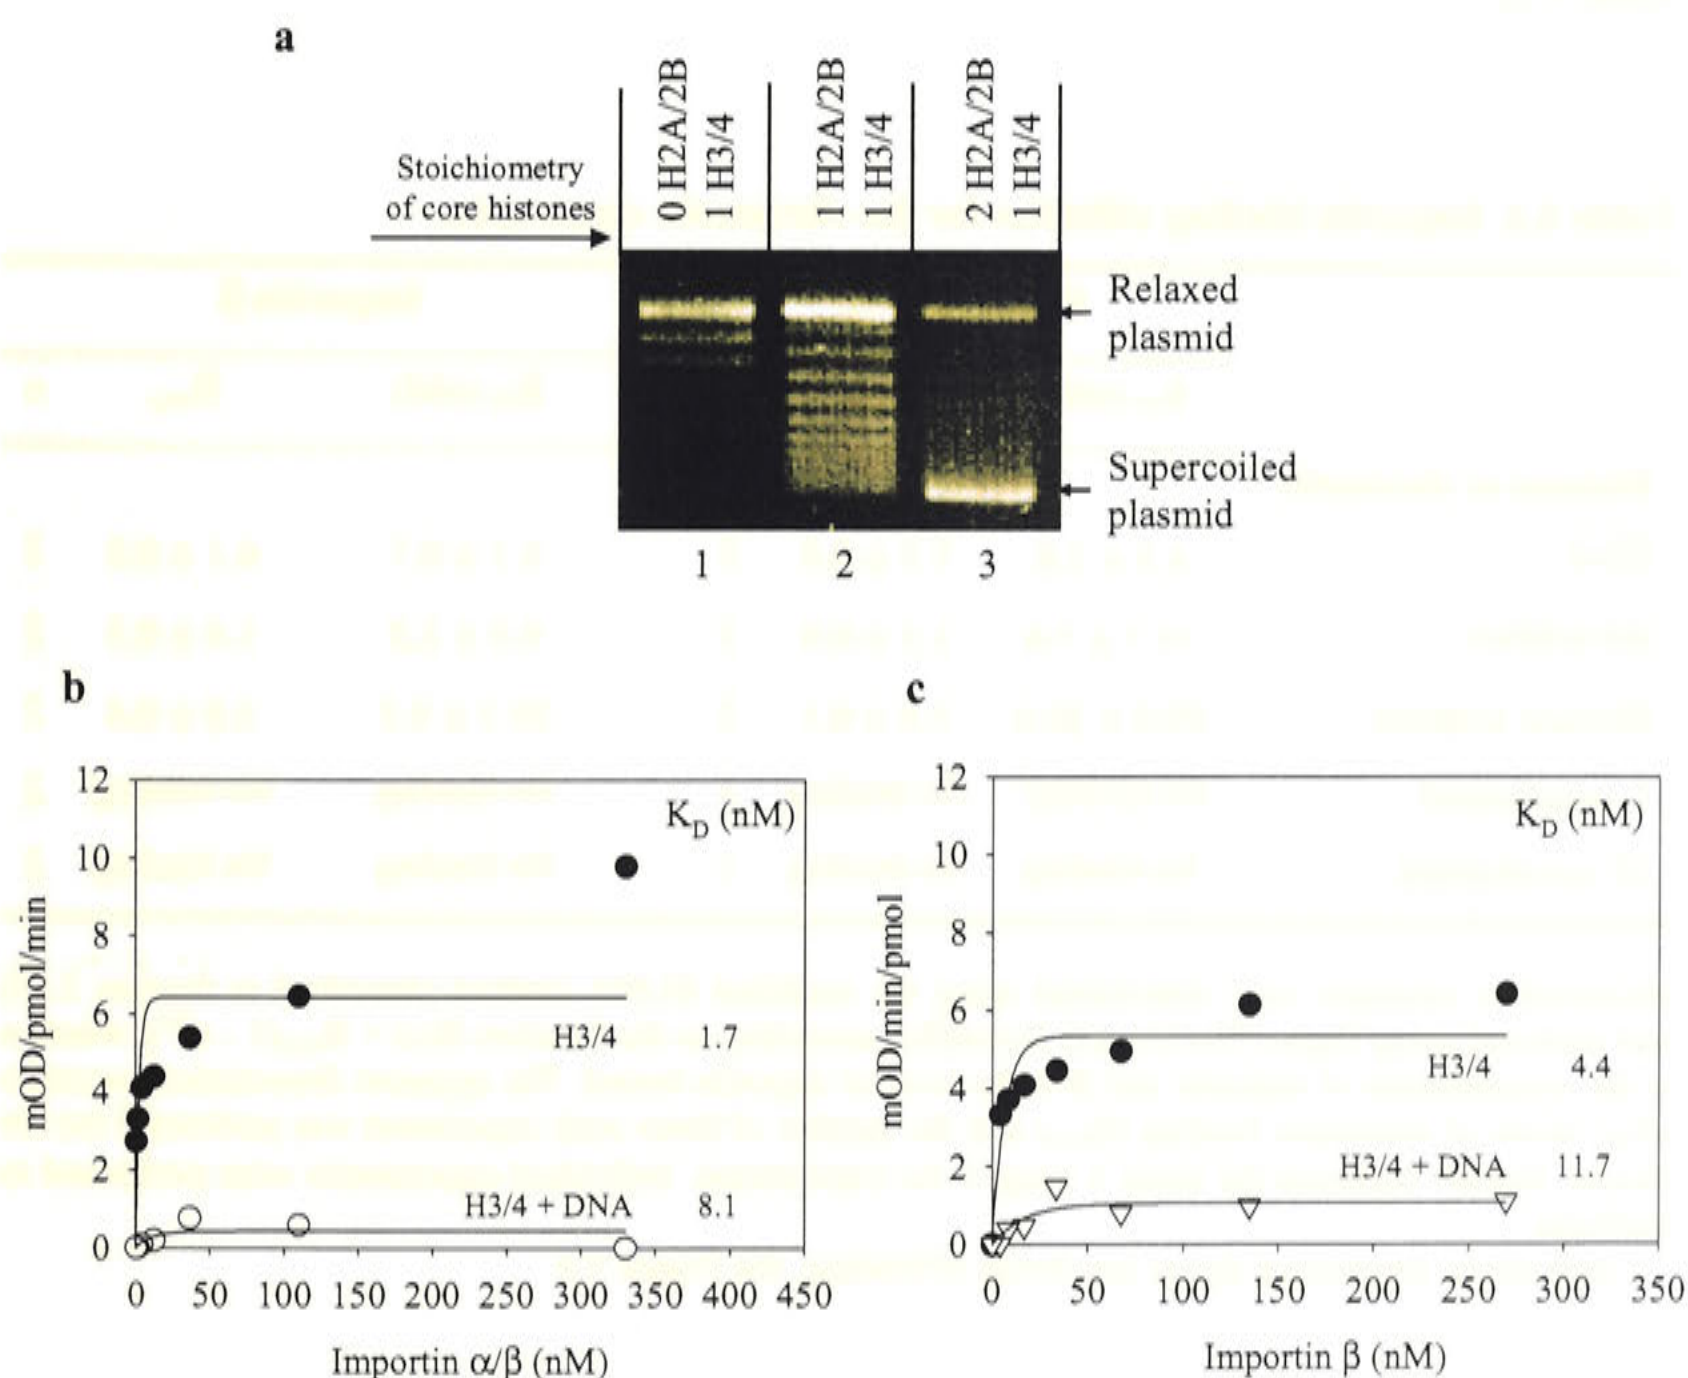 a
Stoichiometry
of core histones
0 H2A/2B
1 H3/4
1 H2A/2B
1 H3/4
2 H2A/2B
1 H3/4
Relaxed
plasmid
Supercoiled
plasmid
1 2 3
b
mOD/pmol/min
12
10
8
6
4
2
0
K_D (nM)
H3/4 1.7
H3/4 + DNA 8.1
0 50 100 150 200 250 300 350 400 450
Importin α/β (nM)
c
mOD/min/pmol
12
10
8
6
4
2
0
K_D (nM)
H3/4 4.4
H3/4 + DNA 11.7
0 50 100 150 200 250 300 350
Importin β (nM)